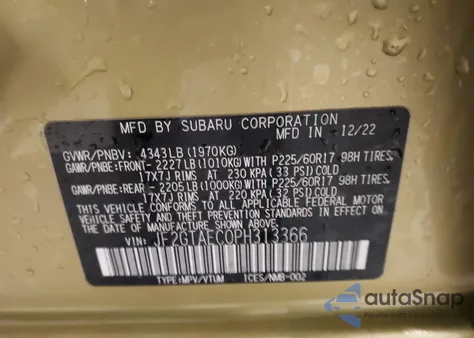 MFD BY SUBARU CORPORATION
MFD. IN 12/22
GVWR/PNBV: 4343LB(1970KG)
GAWR/PNBE: FRONT- 2227LB(1010KG)WITH P225/60R17 98H TIRES,
17X7J RIMS AT 230 KPA (33 PSI)COLD
GAWR/PNBE: REAR - 2205LB(1000KG)WITH P225/60R17 98H TIRES,
17X7J RIMS AT 220 KPA (32 PSI)COLD
THIS VEHICLE CONFORMS TO ALL APPLICABLE FEDERAL MOTOR
VEHICLE SAFETY AND THEFT PREVENTION STANDARDS IN EFFECT ON
THE DATE OF MANUFACTURE SHOWN ABOVE.
VIN: JF2GTAFC0PH313366
TYPE:MPV/VTUM ICES/NMB-002
autoSnap